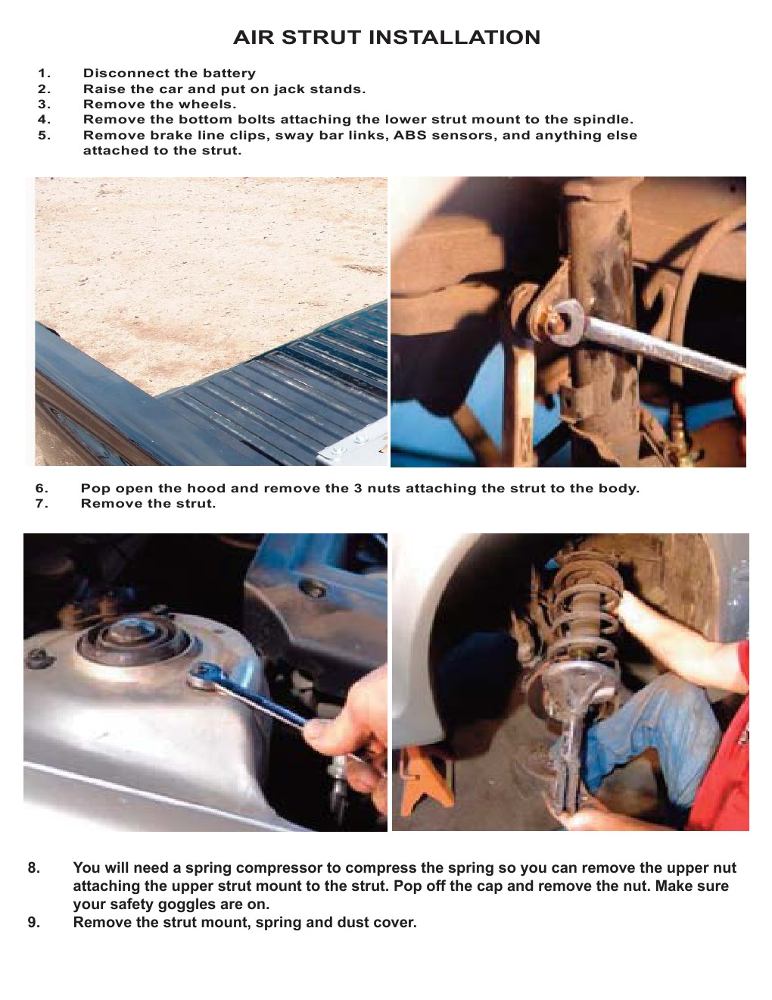 AIR STRUT INSTALLATION
1. Disconnect the battery
2. Raise the car and put on jack stands.
3. Remove the wheels.
4. Remove the bottom bolts attaching the lower strut mount to the spindle.
5. Remove brake line clips, sway bar links, ABS sensors, and anything else
attached to the strut.
6. Pop open the hood and remove the 3 nuts attaching the strut to the body.
7. Remove the strut.
8. You will need a spring compressor to compress the spring so you can remove the upper nut
attaching the upper strut mount to the strut. Pop off the cap and remove the nut. Make sure
your safety goggles are on.
9. Remove the strut mount, spring and dust cover.